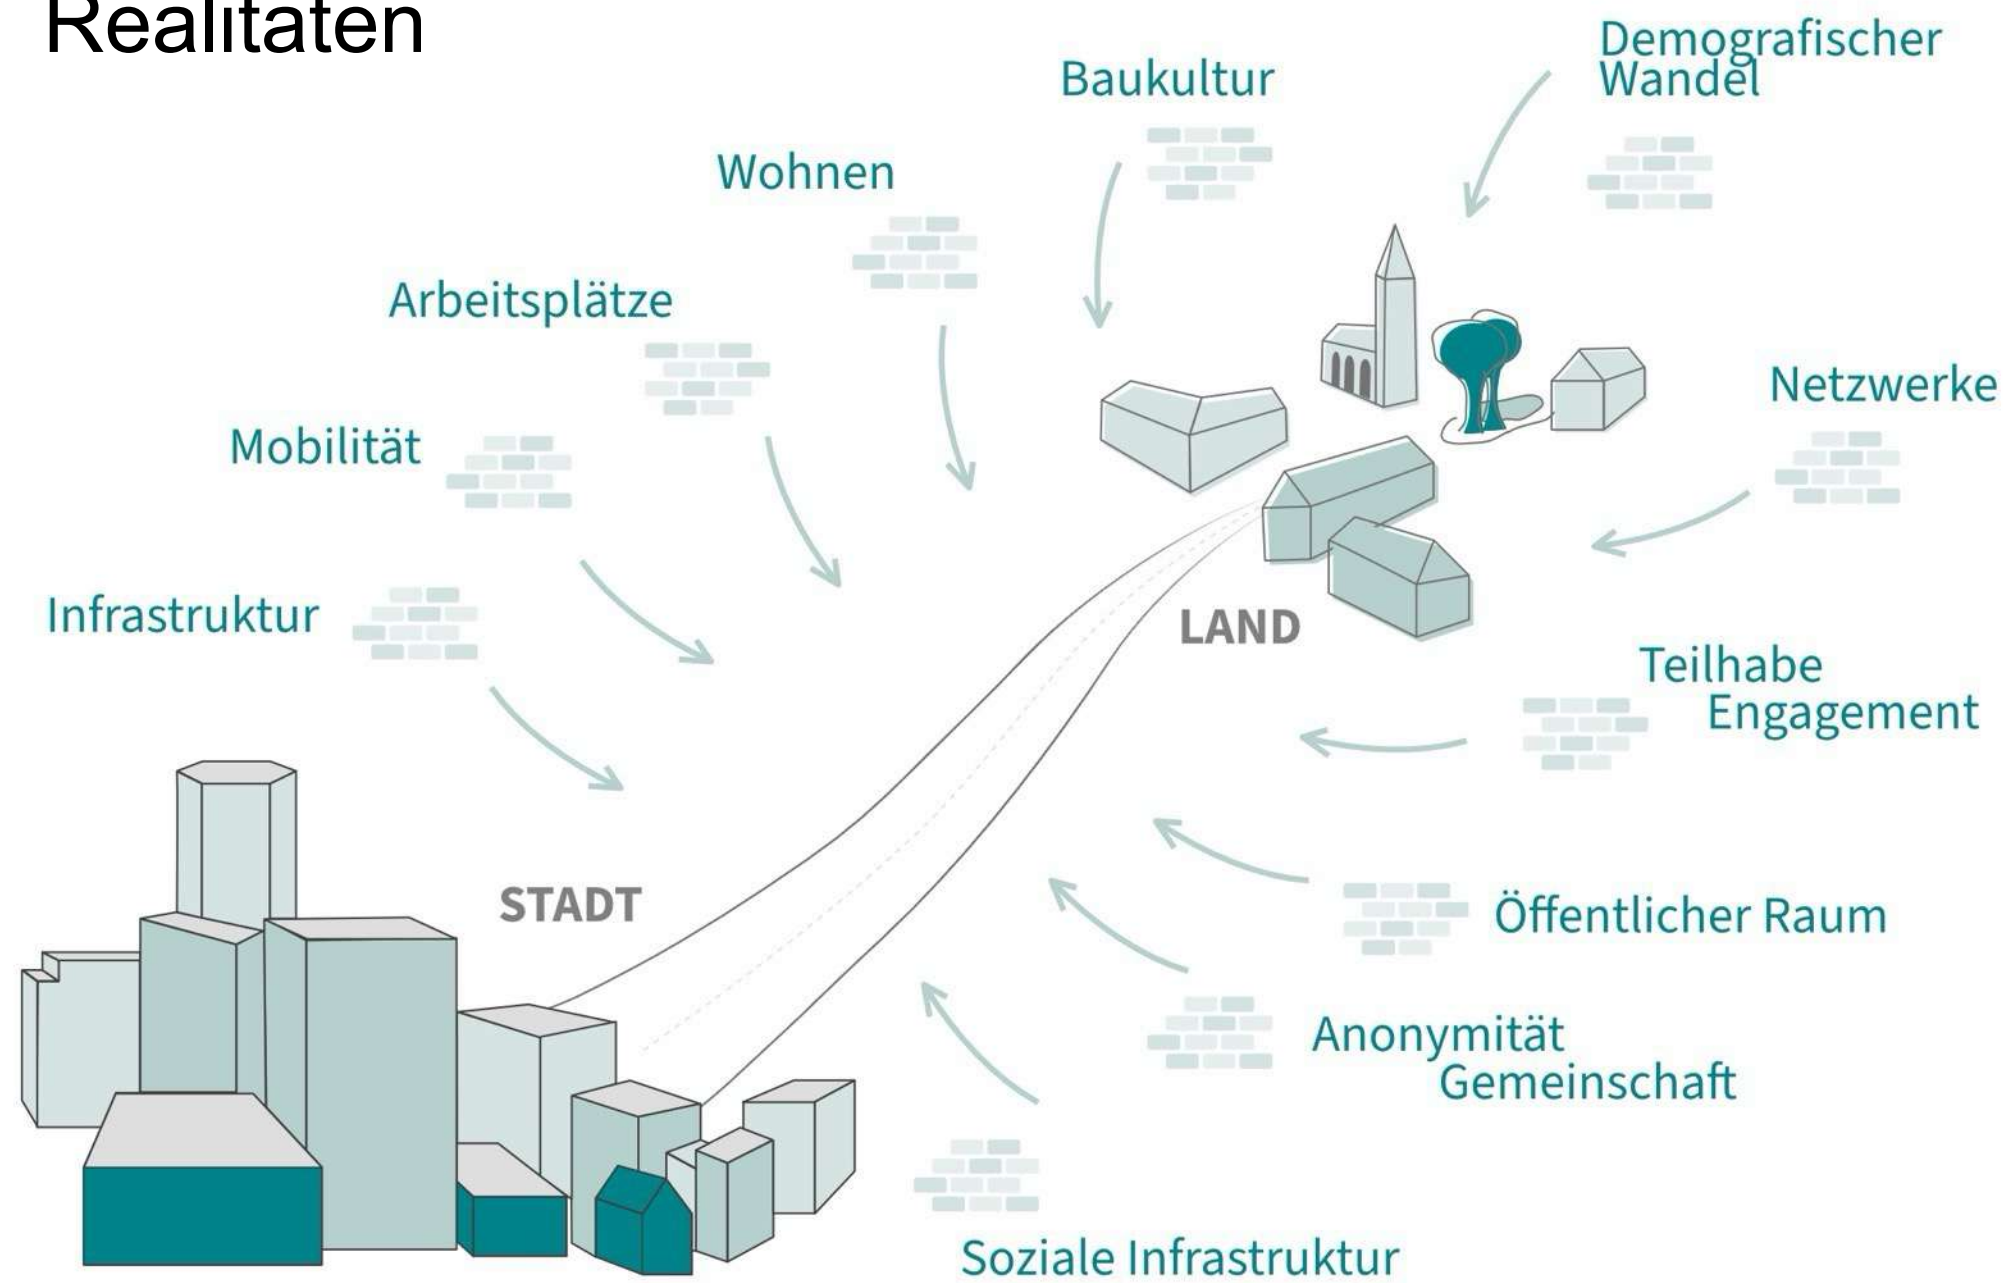 Realitäten
Demografischer
Wandel
Baukultur
Wohnen
Arbeitsplätze
Netzwerke
Mobilität
Infrastruktur
LAND
Teilhabe
Engagement
STADT
Öffentlicher Raum
Anonymität
Gemeinschaft
Soziale Infrastruktur